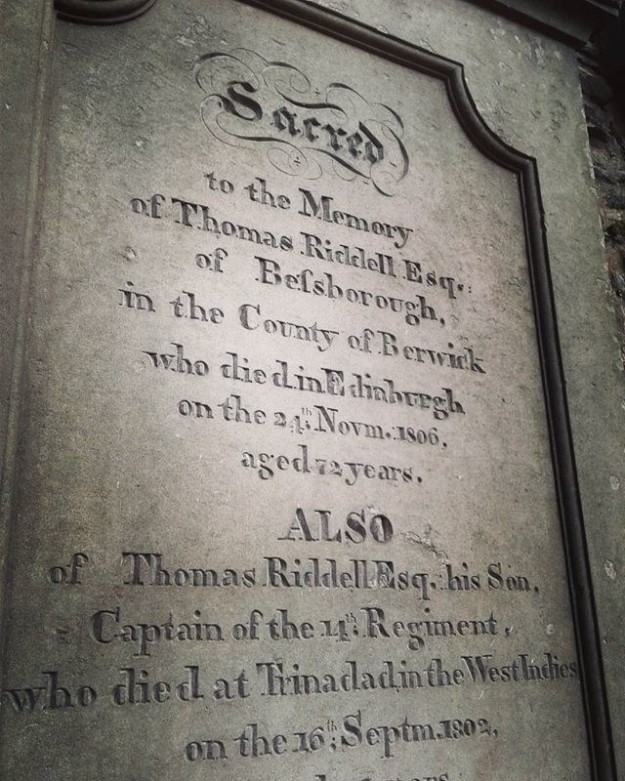 Sacred
to the Memory
of Thomas Riddell Esq.:
of Beſsborough,
in the County of Berwick
who died in Edinburgh
on the 24th Novm. 1806,
aged 72 years.
ALSO
of Thomas Riddell Esq. his Son,
Captain of the 14th Regiment,
who died at Trinadad in the West Indies
on the 16th Septm. 1802,
years